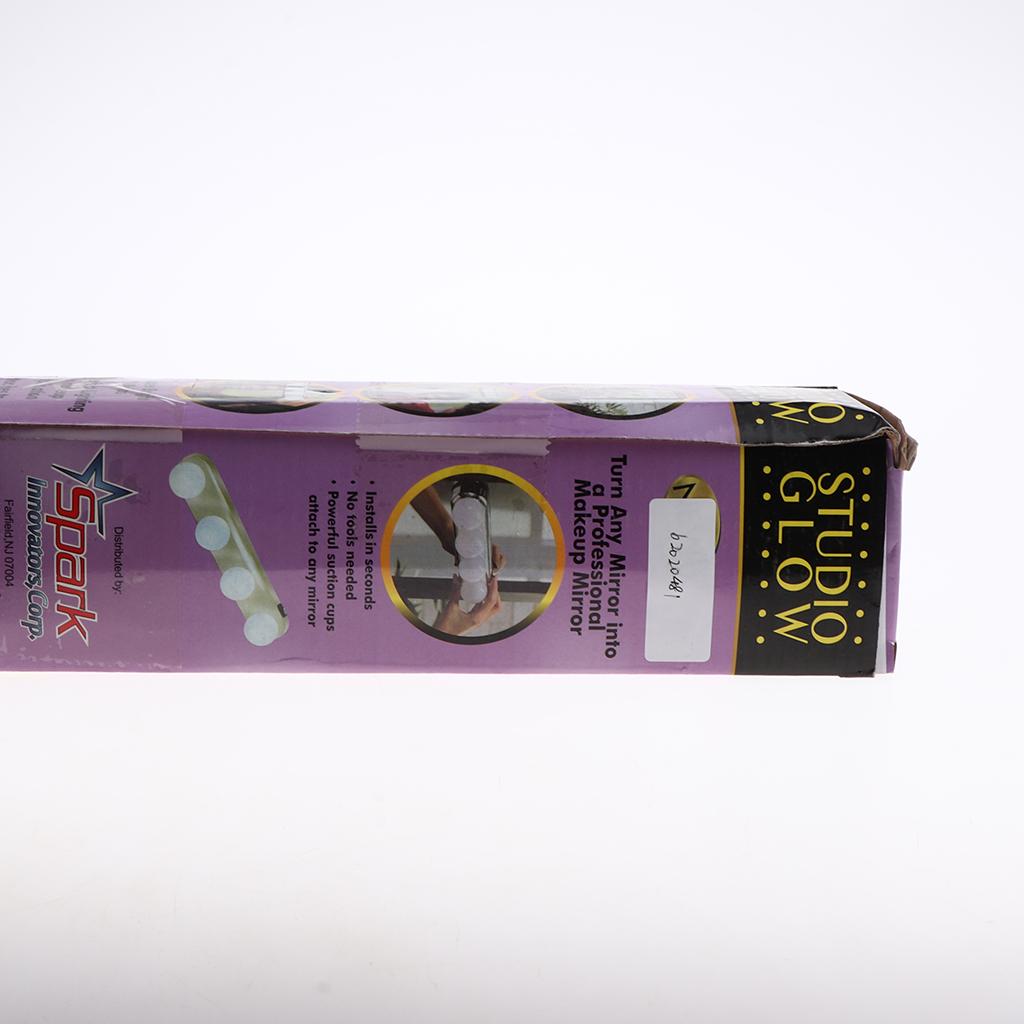 STUDIO
GLOW
b2020481
Turn Any Mirror into
a Professional
Makeup Mirror
• Installs in seconds
• No tools needed
• Powerful suction cups
attach to any mirror
Distributed by:
Spark
Innovators, Corp.
Fairfield, NJ 07004